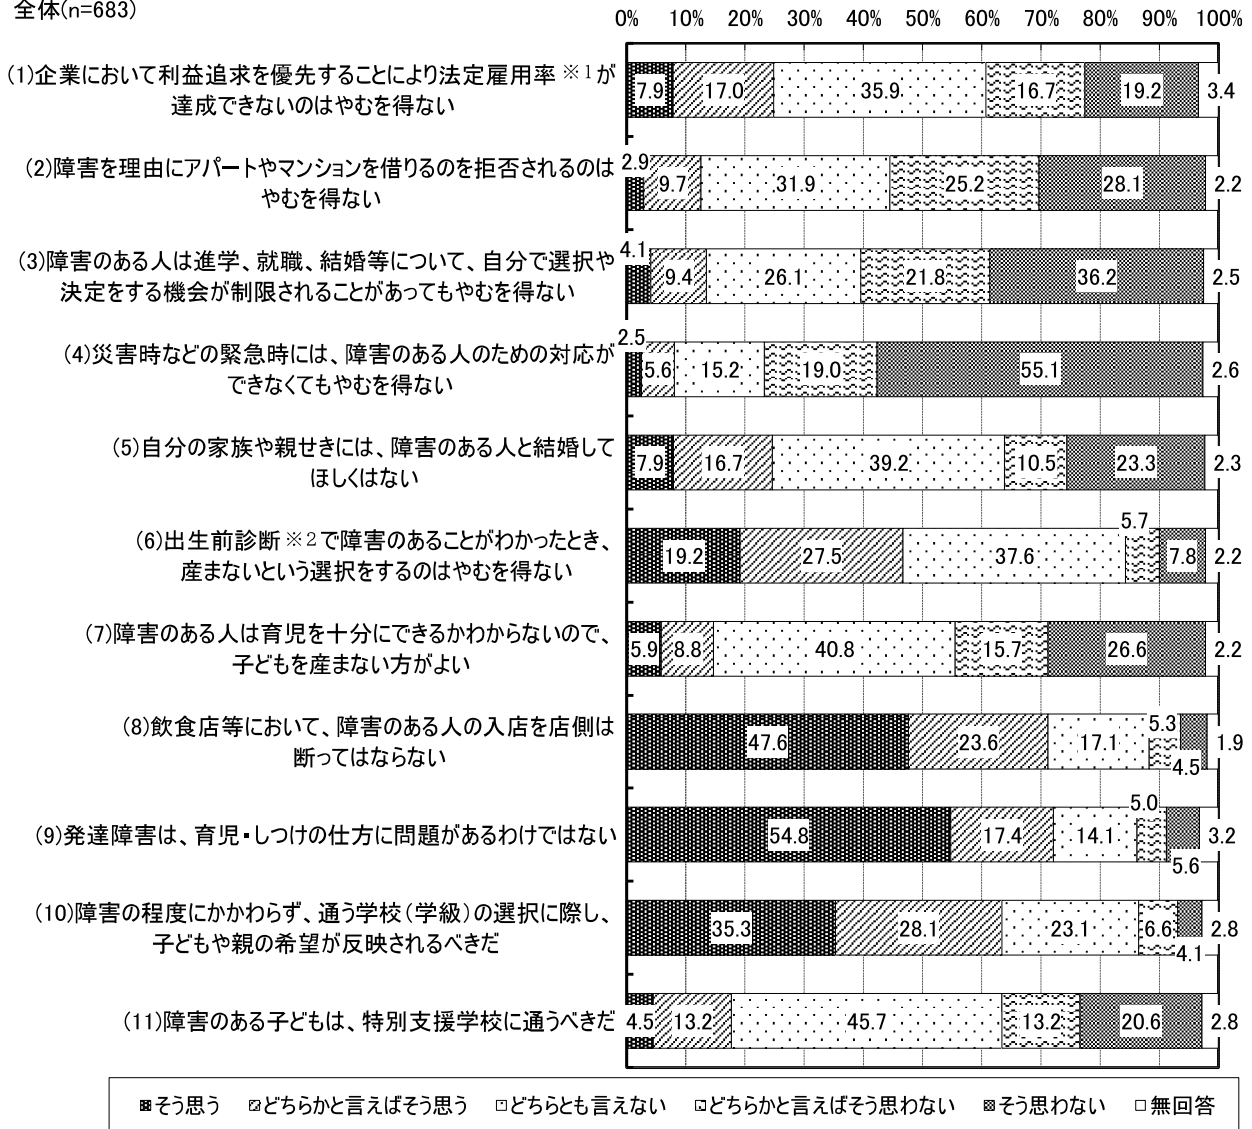 全体(n=683)
0% 10% 20% 30% 40% 50% 60% 70% 80% 90% 100%
(1)企業において利益追求を優先することにより法定雇用率※1が
達成できないのはやむを得ない
7.9 17.0 35.9 16.7 19.2 3.4
(2)障害を理由にアパートやマンションを借りるのを拒否されるのは
やむを得ない
2.9 9.7 31.9 25.2 28.1 2.2
(3)障害のある人は進学、就職、結婚等について、自分で選択や
決定をする機会が制限されることがあってもやむを得ない
4.1 9.4 26.1 21.8 36.2 2.5
(4)災害時などの緊急時には、障害のある人のための対応が
できなくてもやむを得ない
2.5 5.6 15.2 19.0 55.1 2.6
(5)自分の家族や親せきには、障害のある人と結婚して
ほしくはない
7.9 16.7 39.2 10.5 23.3 2.3
(6)出生前診断※2で障害のあることがわかったとき、
産まないという選択をするのはやむを得ない
19.2 27.5 37.6 5.7 7.8 2.2
(7)障害のある人は育児を十分にできるかわからないので、
子どもを産まない方がよい
5.9 8.8 40.8 15.7 26.6 2.2
(8)飲食店等において、障害のある人の入店を店側は
断ってはならない
47.6 23.6 17.1 5.3 4.5 1.9
(9)発達障害は、育児・しつけの仕方に問題があるわけではない
54.8 17.4 14.1 5.0 5.6 3.2
(10)障害の程度にかかわらず、通う学校(学級)の選択に際し、
子どもや親の希望が反映されるべきだ
35.3 28.1 23.1 6.6 4.1 2.8
(11)障害のある子どもは、特別支援学校に通うべきだ
4.5 13.2 45.7 13.2 20.6 2.8
そう思う どちらかと言えばそう思う どちらとも言えない どちらかと言えばそう思わない そう思わない 無回答